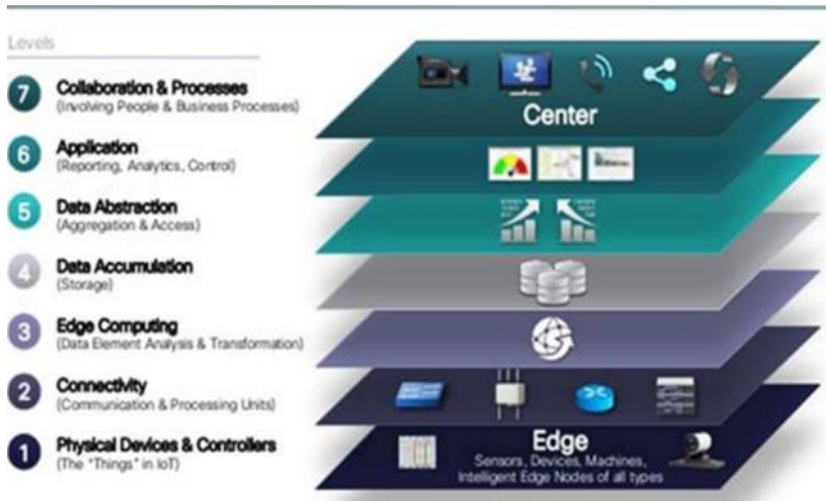 Levels
7
Collaboration & Processes
(Involving People & Business Processes)
Center
6
Application
(Reporting, Analytics, Control)
5
Data Abstraction
(Aggregation & Access)
4
Data Accumulation
(Storage)
3
Edge Computing
(Data Element Analysis & Transformation)
2
Connectivity
(Communication & Processing Units)
1
Physical Devices & Controllers
(The "Things" in IoT)
Edge
Sensors, Devices, Machines,
Intelligent Edge Nodes of all types